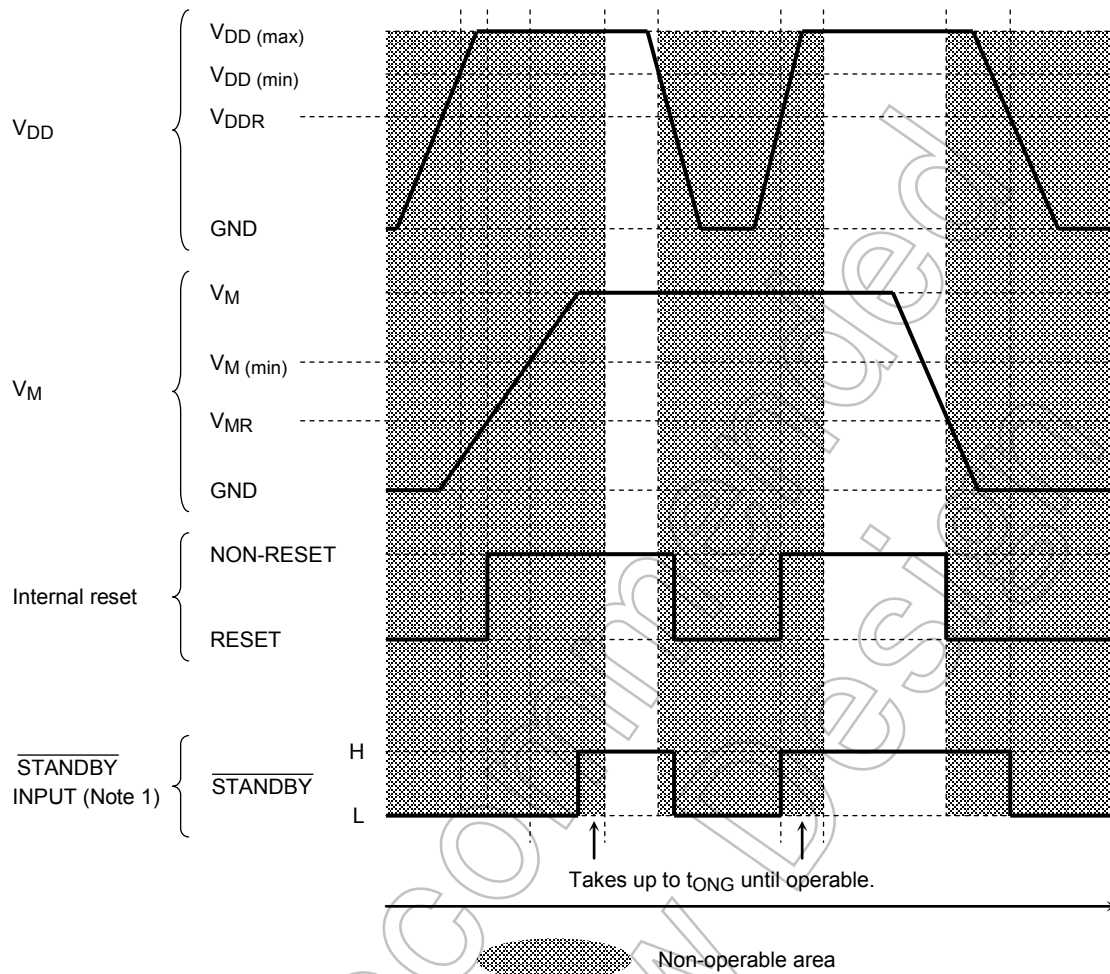 VDD
VDD (max)
VDD (min)
VDDR
GND
VM
VM
VM (min)
VMR
GND
Internal reset
NON-RESET
RESET
STANDBY
INPUT (Note 1)
STANDBY
H
L
Takes up to tONG until operable.
Non-operable area